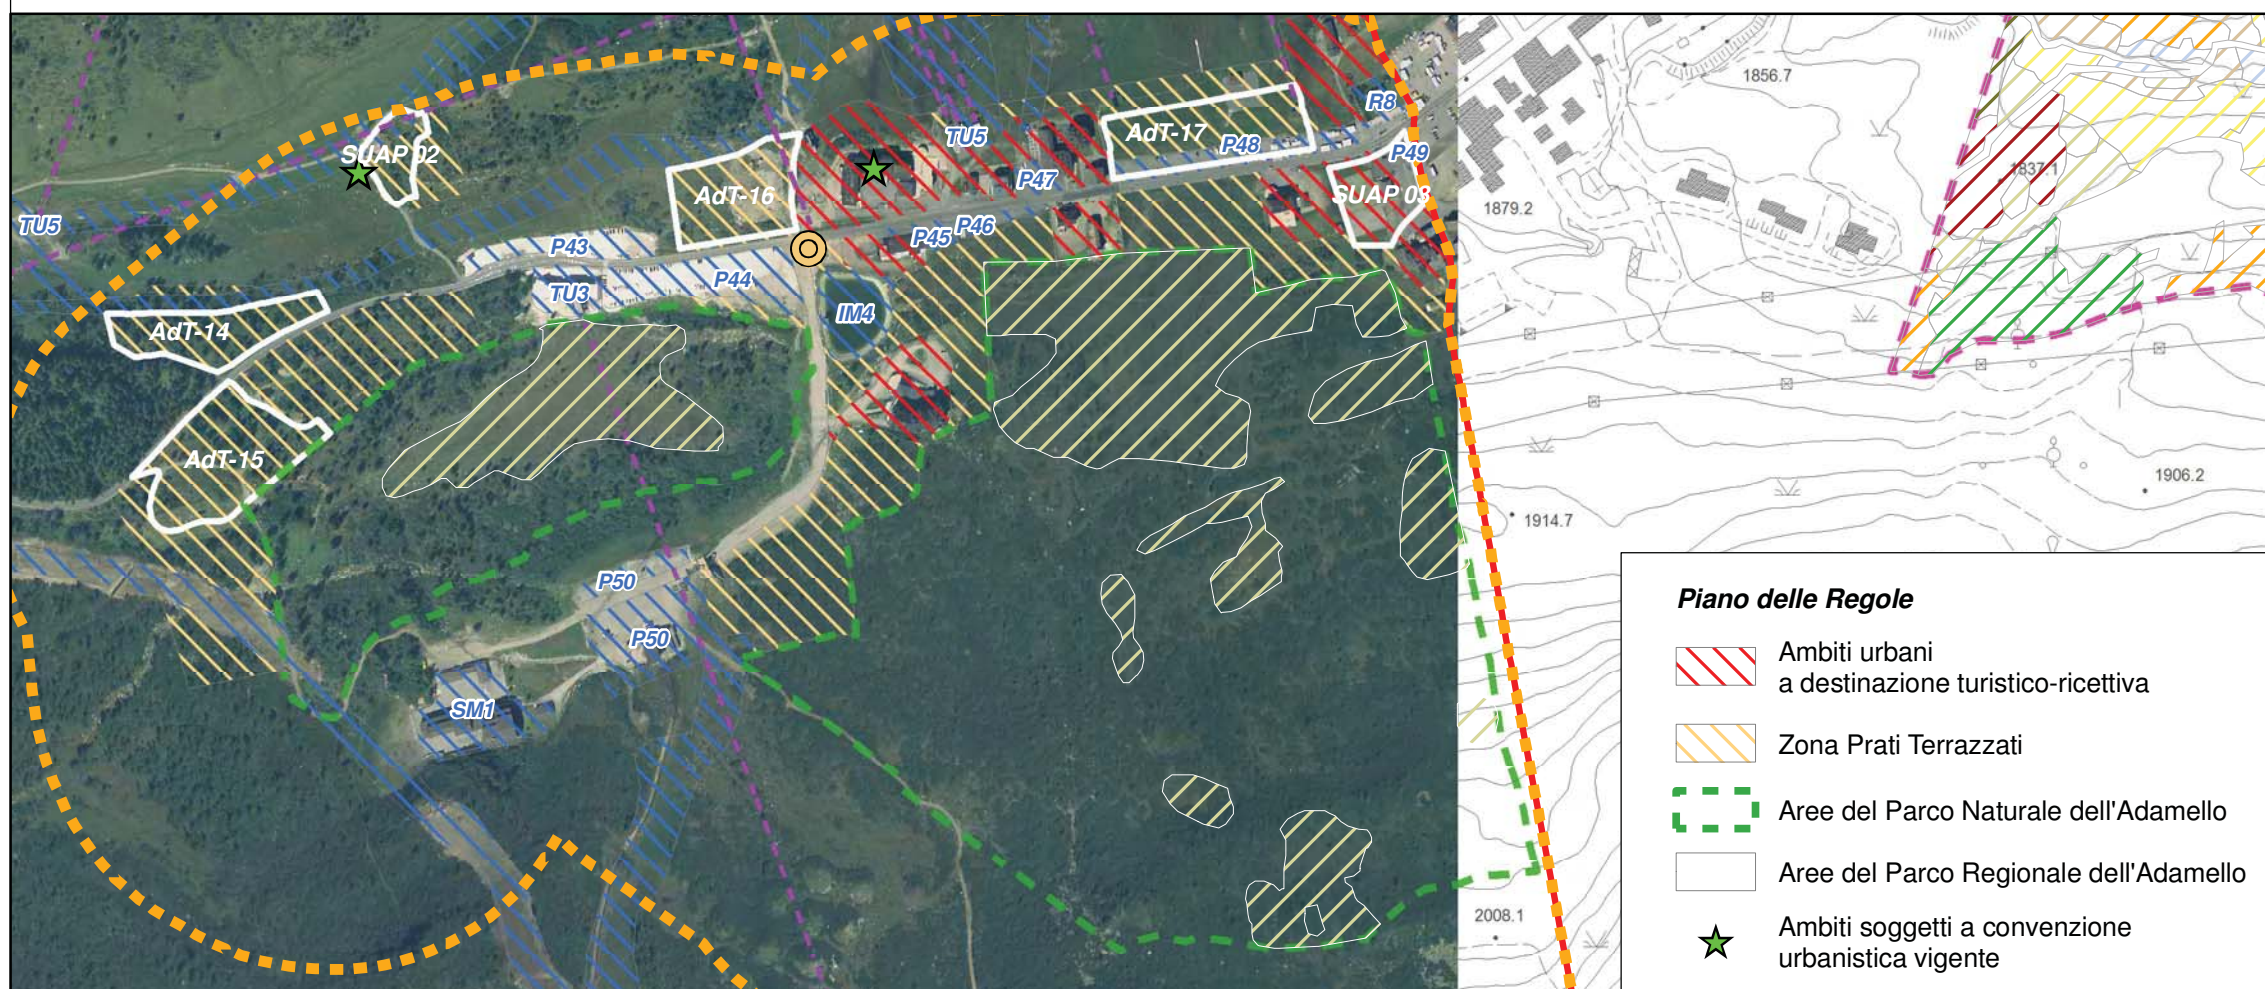 1856.7
R8
AdT-17
TU5
P48
SUAP 02
P49
1837.1
P47
AdT-16
SUAP 03
1879.2
TU5
P46
P45
P43
P44
TU3
IM4
AdT-14
AdT-15
1906.2
1914.7
P50
P50
SM1
2008.1
Piano delle Regole
Ambiti urbani
a destinazione turistico-ricettiva
Zona Prati Terrazzati
Aree del Parco Naturale dell'Adamello
Aree del Parco Regionale dell'Adamello
Ambiti soggetti a convenzione
urbanistica vigente